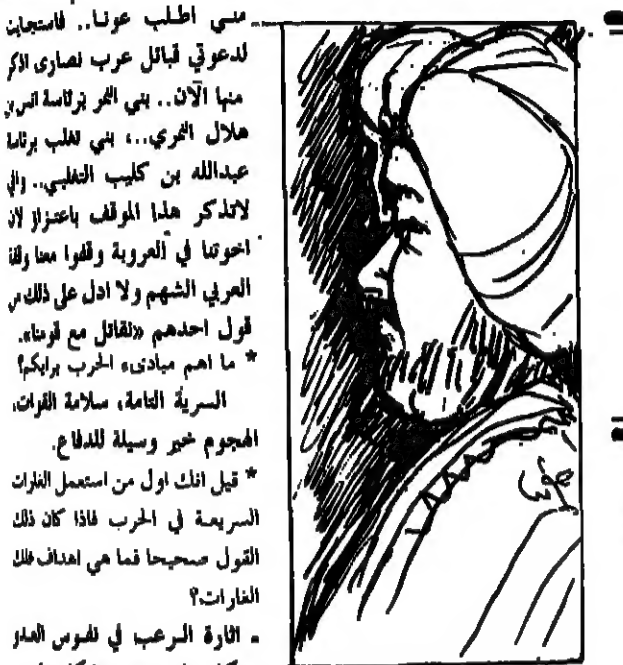 مني اطلب عونا.. فاستجابت
لدعوتي قبائل عرب نصارى اذكر
منها الآن.. بني النمر برئاسة انس بن
هلال النمري..، بني تغلب برئاسة
عبدالله بن كليب التغلبي.. واني
لاتذكر هذا الموقف باعتزاز لان
اخوتنا في العروبة وقفوا معنا وقفة
العربي الشهم ولا ادل على ذلك من
قول احدهم «نقاتل مع قومنا».
* ما اهم مبادىء الحرب برايكم؟
السرية التامة، سلامة القوات،
الهجوم خير وسيلة للدفاع.
* قيل انك اول من استعمل الغارات
السريعة في الحرب فاذا كان ذلك
القول صحيحا فما هي اهداف تلك
الغارات؟
ـ اثارة الرعب في نفوس العدو